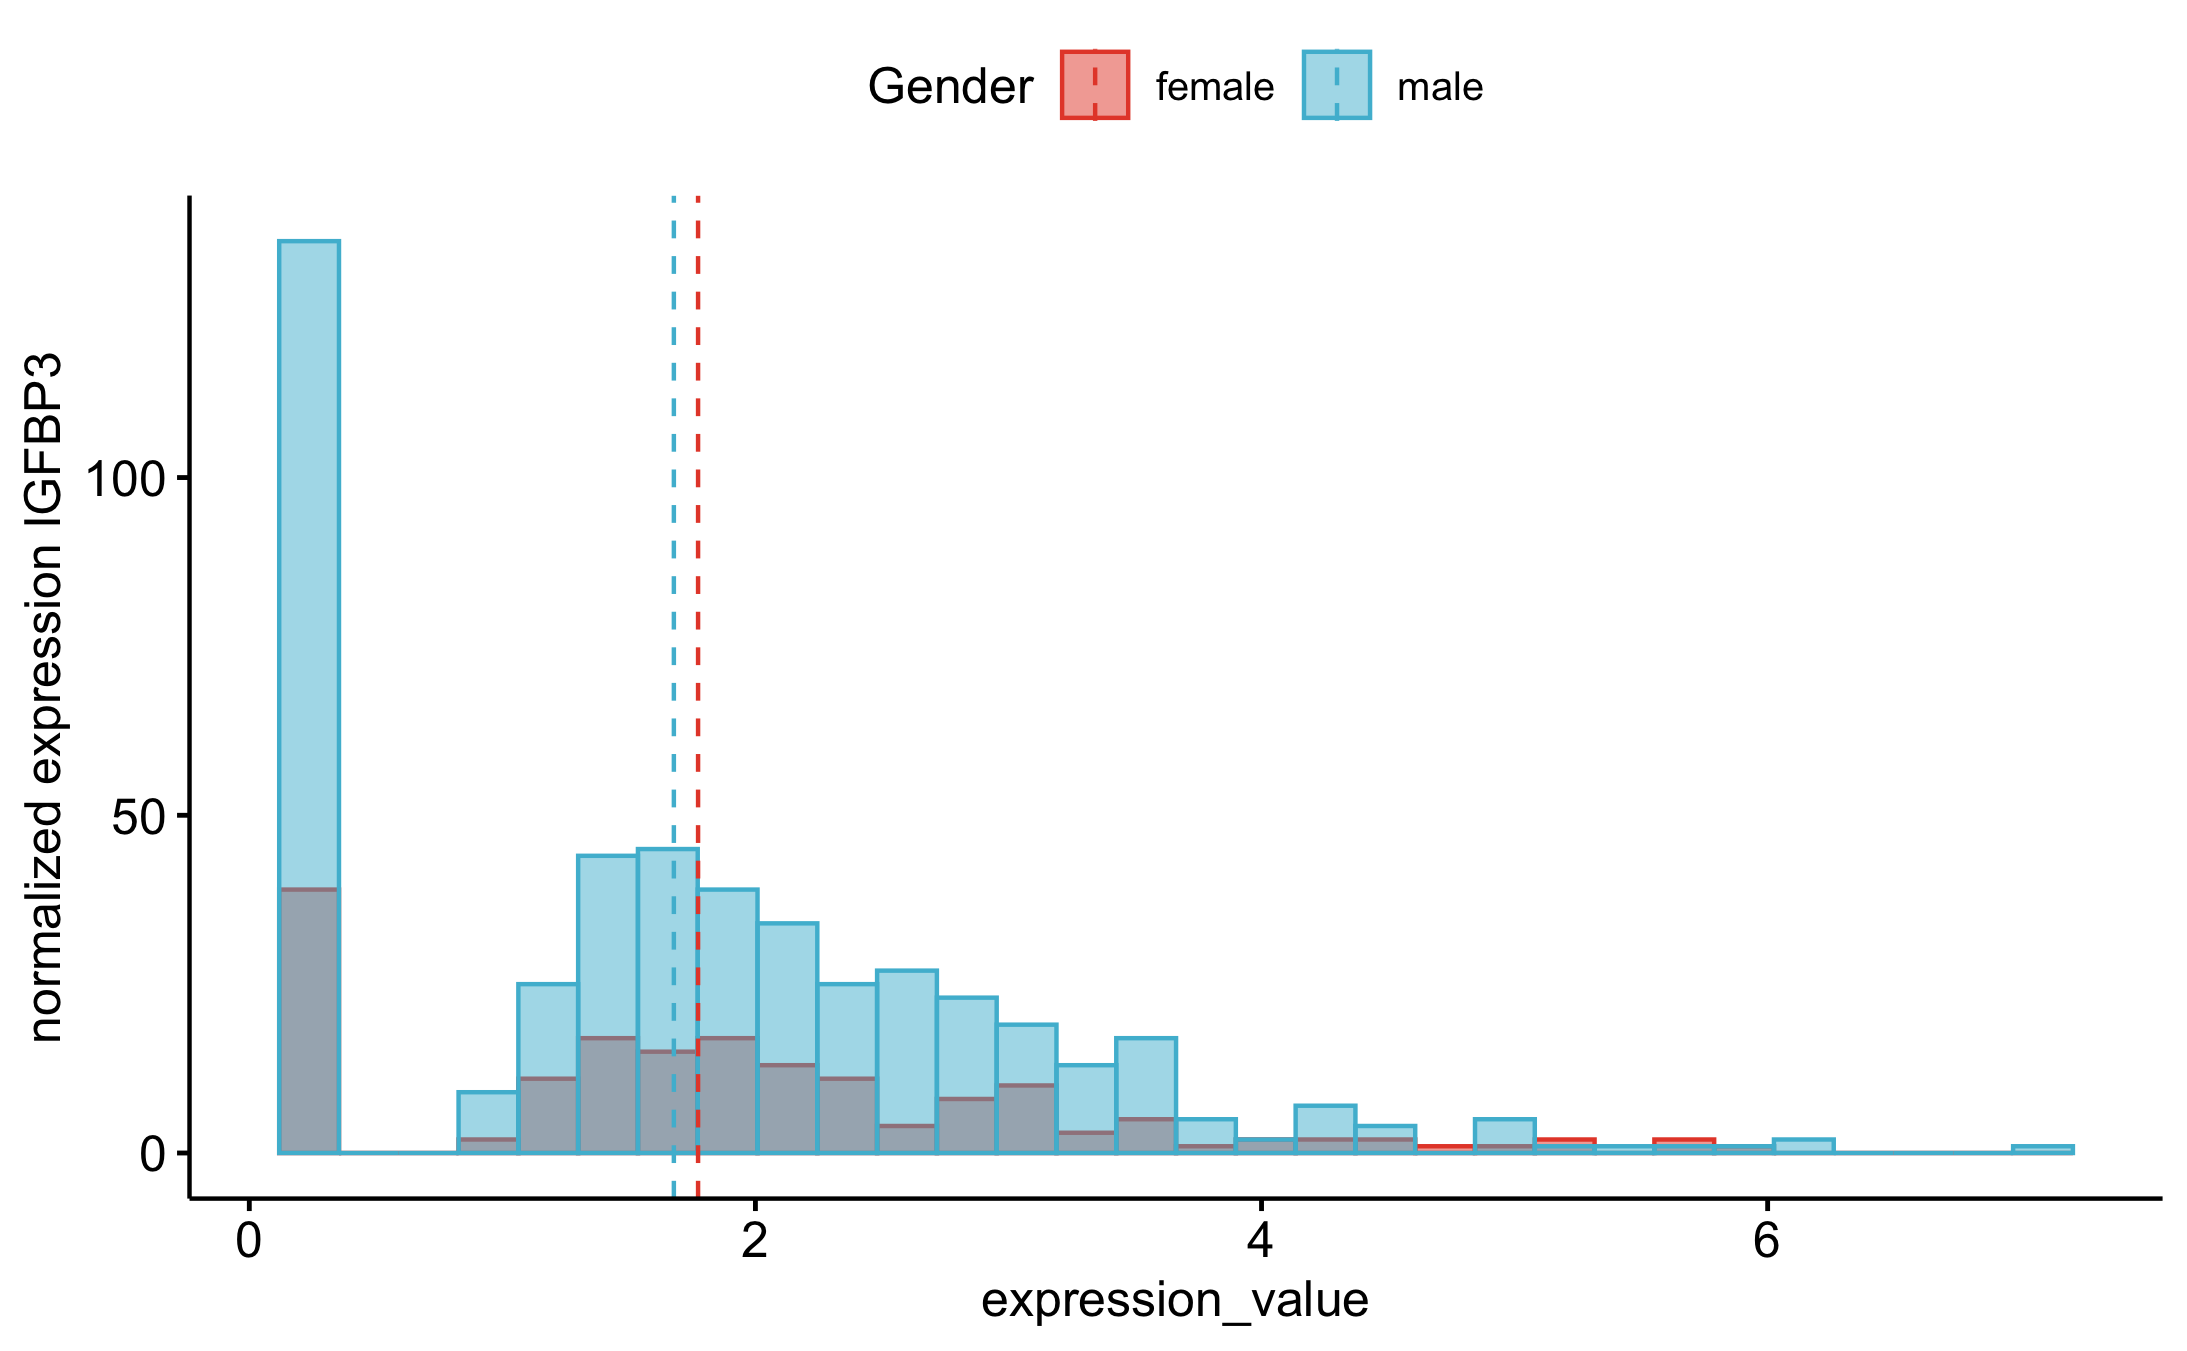 Gender female male
normalized expression IGFBP3
100
50
0
0 2 4 6
expression_value